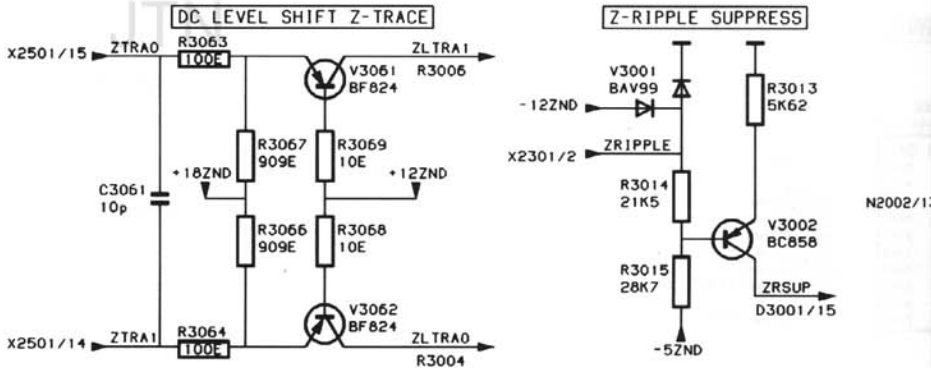 JTN
DC LEVEL SHIFT Z-TRACE
X2501/15
ZTRA0
R3063
100E
V3061
BF824
ZLTRA1
R3006
R3067
909E
R3069
10E
+18ZND
+12ZND
C3061
10p
R3066
909E
R3068
10E
X2501/14
ZTRA1
R3064
100E
V3062
BF824
ZLTRA0
R3004
Z-RIPPLE SUPPRESS
V3001
BAV99
R3013
5K62
-12ZND
X2301/2
ZRIPPLE
R3014
21K5
V3002
BC858
R3015
28K7
ZRSUP
D3001/15
-5ZND